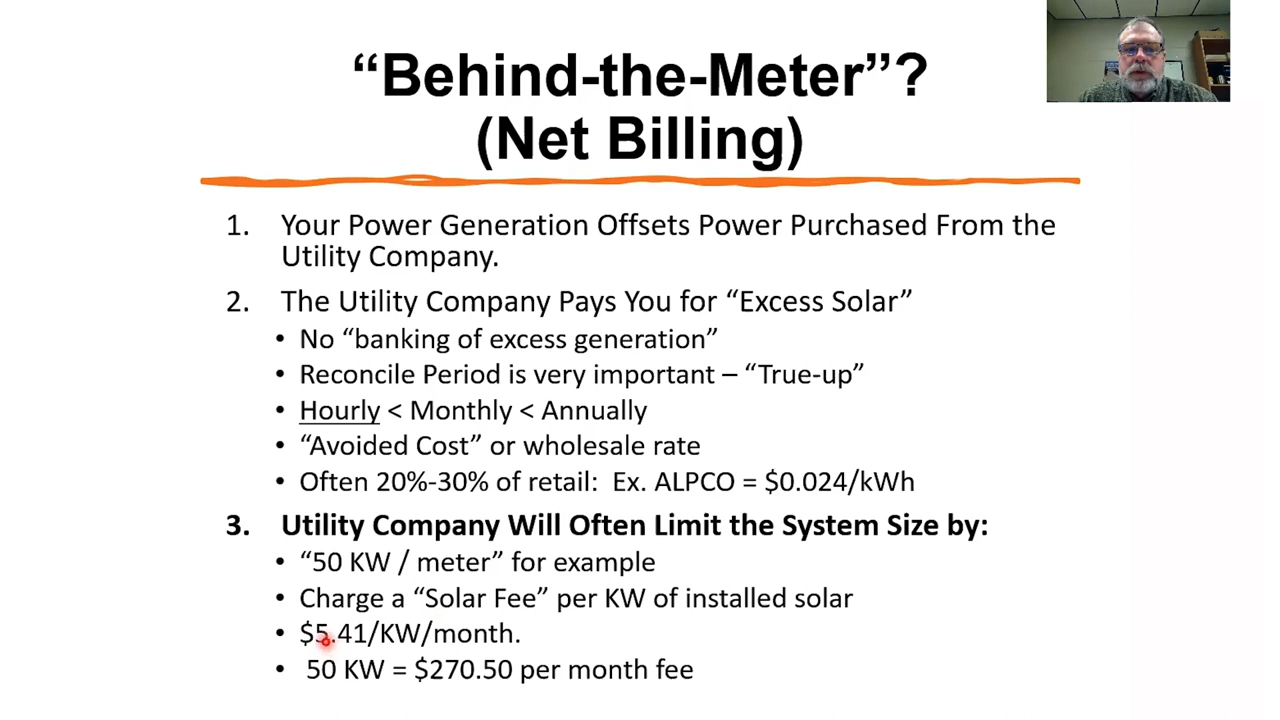 “Behind-the-Meter”?
(Net Billing)
1. Your Power Generation Offsets Power Purchased From the
Utility Company.
2. The Utility Company Pays You for “Excess Solar”
• No “banking of excess generation”
• Reconcile Period is very important – “True-up”
• Hourly < Monthly < Annually
• “Avoided Cost” or wholesale rate
• Often 20%-30% of retail: Ex. ALPCO = $0.024/kWh
3. Utility Company Will Often Limit the System Size by:
• “50 KW / meter” for example
• Charge a “Solar Fee” per KW of installed solar
• $5.41/KW/month.
• 50 KW = $270.50 per month fee